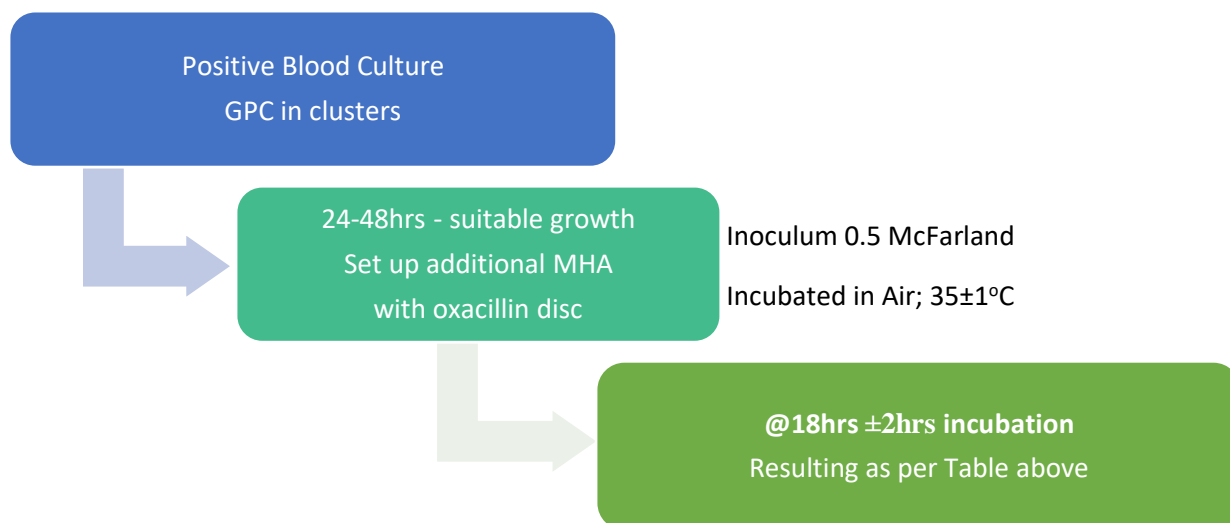 Positive Blood Culture
GPC in clusters
24-48hrs - suitable growth
Set up additional MHA
with oxacillin disc
Inoculum 0.5 McFarland
Incubated in Air; 35±1ᵒC
@18hrs ±2hrs incubation
Resulting as per Table above